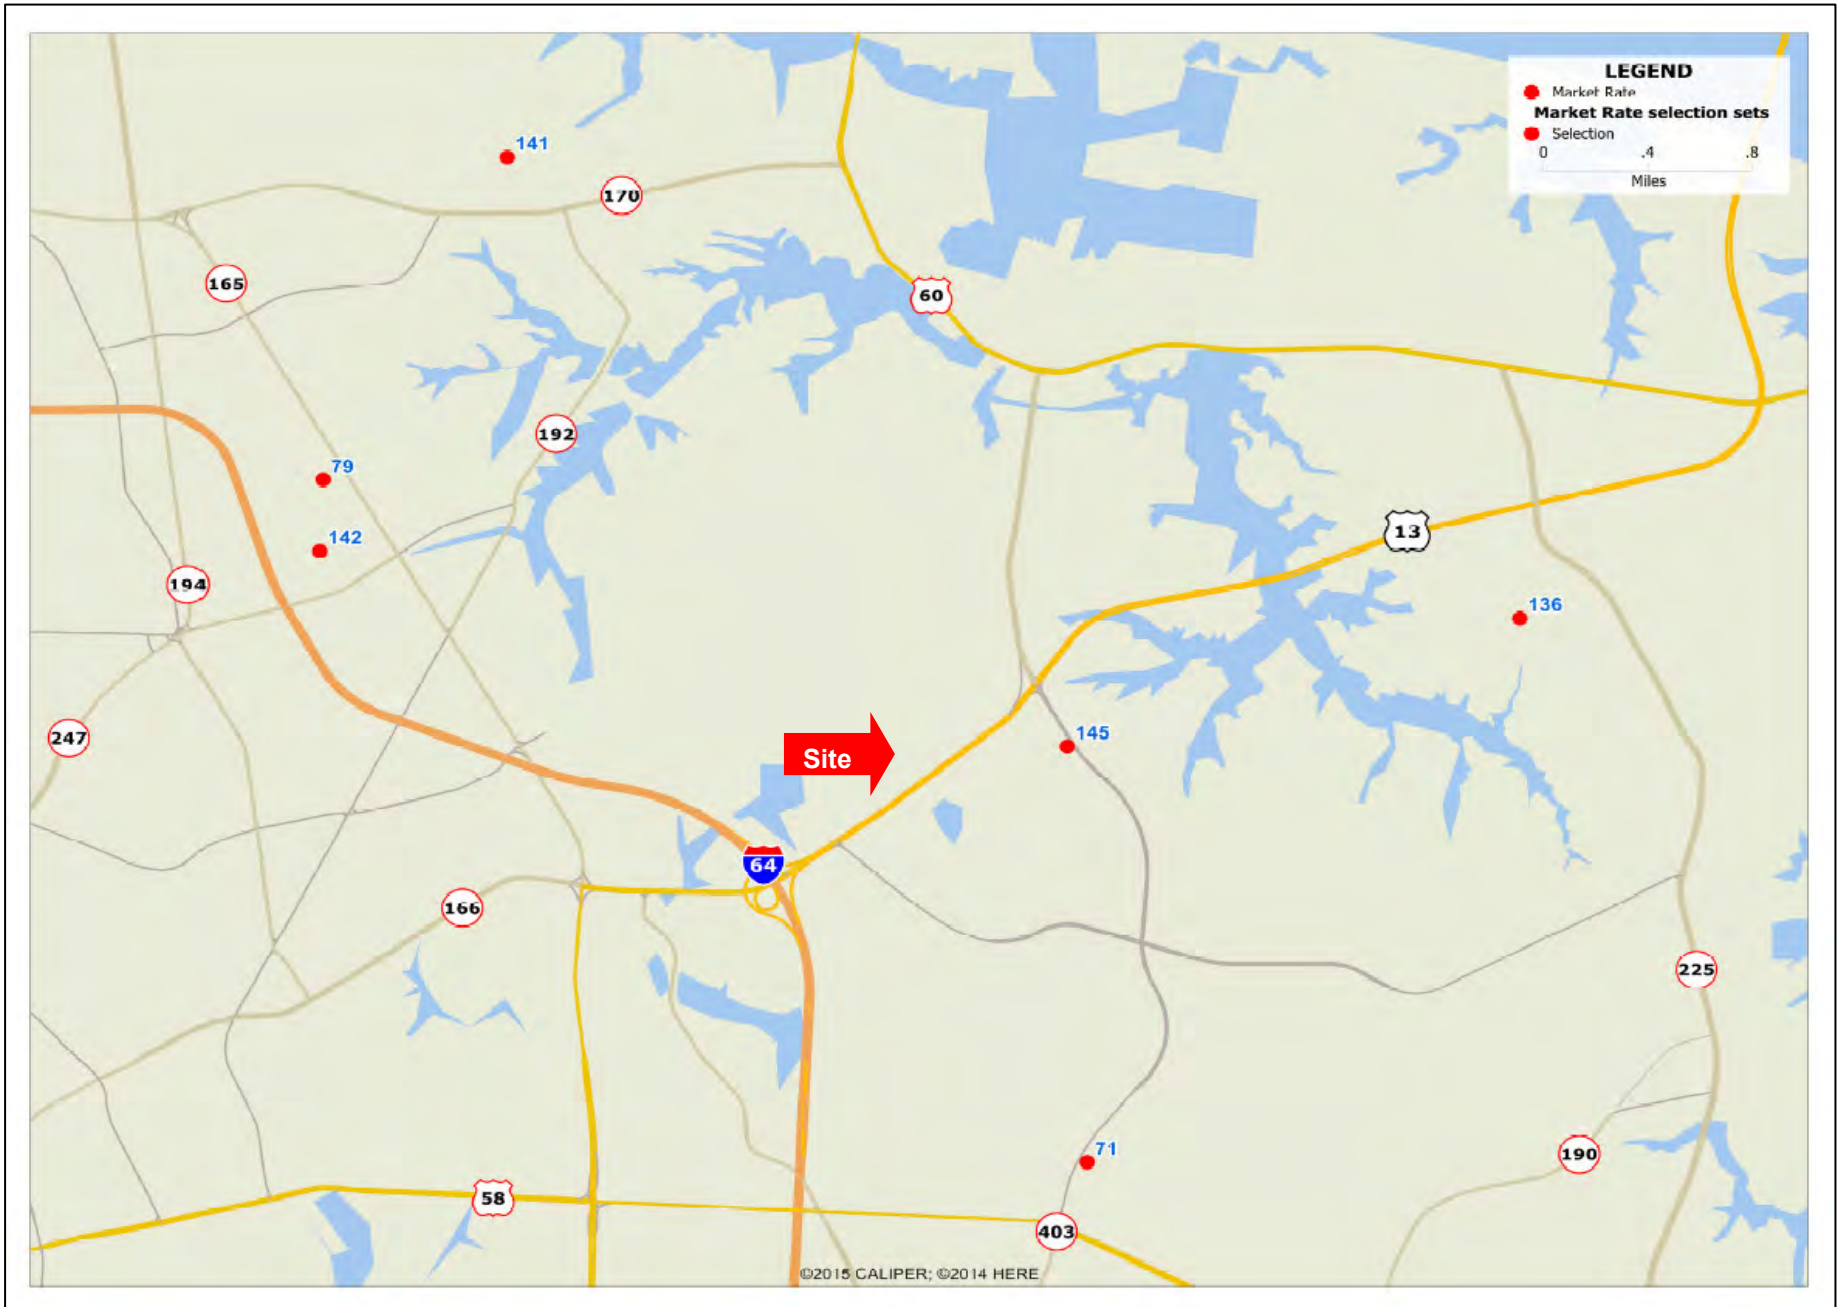 LEGEND
Market Rate
Market Rate selection sets
Selection
0 .4 .8
Miles
141
170
165
60
192
79
13
142
194
136
145
247
Site
64
166
225
71
190
58
403
©2015 CALIPER; ©2014 HERE